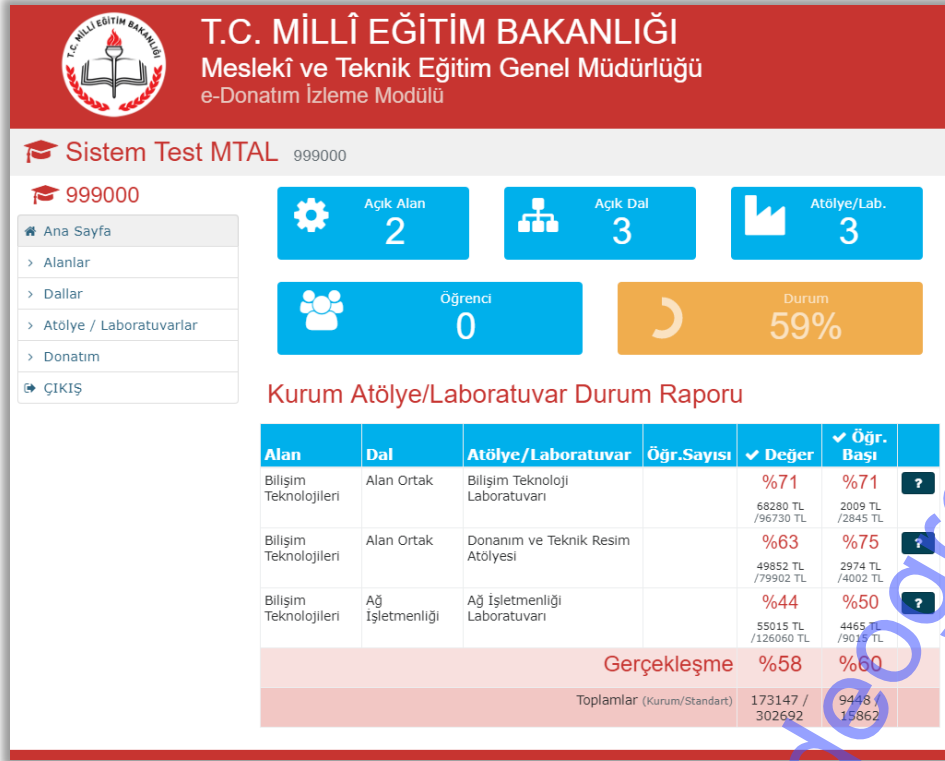 T.C. MİLLÎ EĞİTİM BAKANLIĞI
T.C. MİLLÎ EĞİTİM BAKANLIĞI
Meslekî ve Teknik Eğitim Genel Müdürlüğü
e-Donatım İzleme Modülü
Sistem Test MTAL 999000
999000
Ana Sayfa
Alanlar
Dallar
Atölye / Laboratuvarlar
Donatım
ÇIKIŞ
Açık Alan
2
Açık Dal
3
Atölye/Lab.
3
Öğrenci
0
Durum
59%
Kurum Atölye/Laboratuvar Durum Raporu
Alan Dal Atölye/Laboratuvar Öğr.Sayısı ✔ Değer ✔ Öğr. Başı
Bilişim Teknolojileri Alan Ortak Bilişim Teknoloji Laboratuvarı %71 %71 ?
68280 TL 2009 TL
/96730 TL /2845 TL
Bilişim Teknolojileri Alan Ortak Donanım ve Teknik Resim Atölyesi %63 %75 ?
49852 TL 2974 TL
/79902 TL /4002 TL
Bilişim Teknolojileri Ağ İşletmenliği Ağ İşletmenliği Laboratuvarı %44 %50 ?
55015 TL 4465 TL
/126060 TL /9015 TL
Gerçekleşme %58 %60
Toplamlar (Kurum/Standart) 173147 / 9448 /
302692 15862